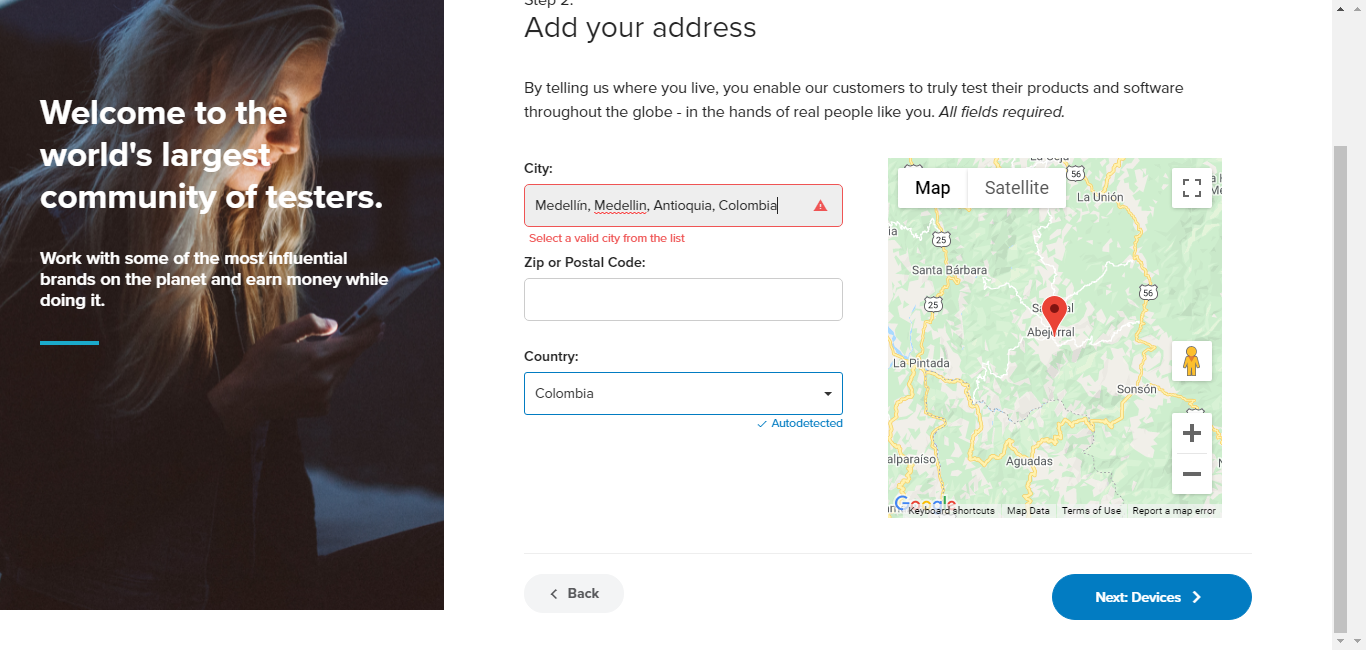 Step 2:
Add your address
By telling us where you live, you enable our customers to truly test their products and software
throughout the globe - in the hands of real people like you. All fields required.
Welcome to the
world's largest
community of testers.
Work with some of the most influential
brands on the planet and earn money while
doing it.
City:
Medellín, Medellin, Antioquia, Colombia
Select a valid city from the list
Zip or Postal Code:
Country:
Colombia
Autodetected
Map
Satellite
La Ceja
56
La Unión
25
Santa Bárbara
56
25
Abejorral
La Pintada
Sonsón
alparaíso
Aguadas
Google
Keyboard shortcuts
Map Data
Terms of Use
Report a map error
Back
Next: Devices